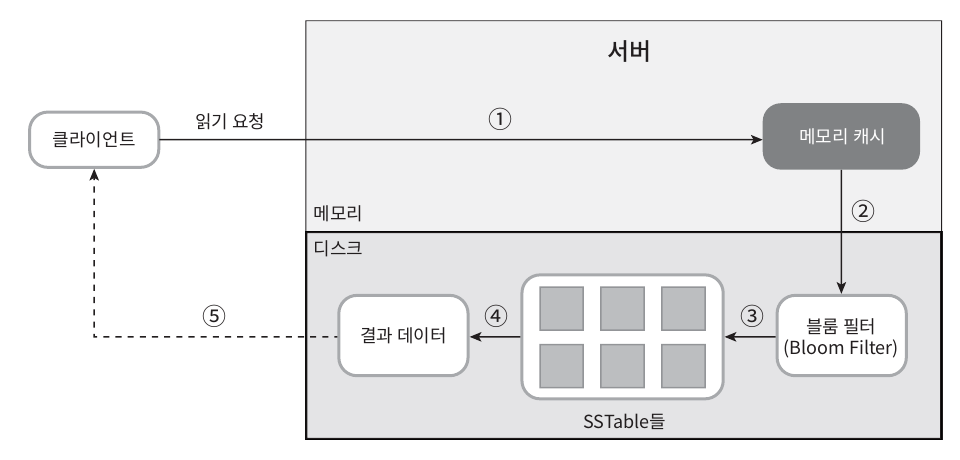 서버
읽기 요청
①
클라이언트
메모리 캐시
메모리
②
디스크
⑤
결과 데이터
④
③
블룸 필터
(Bloom Filter)
SSTable들